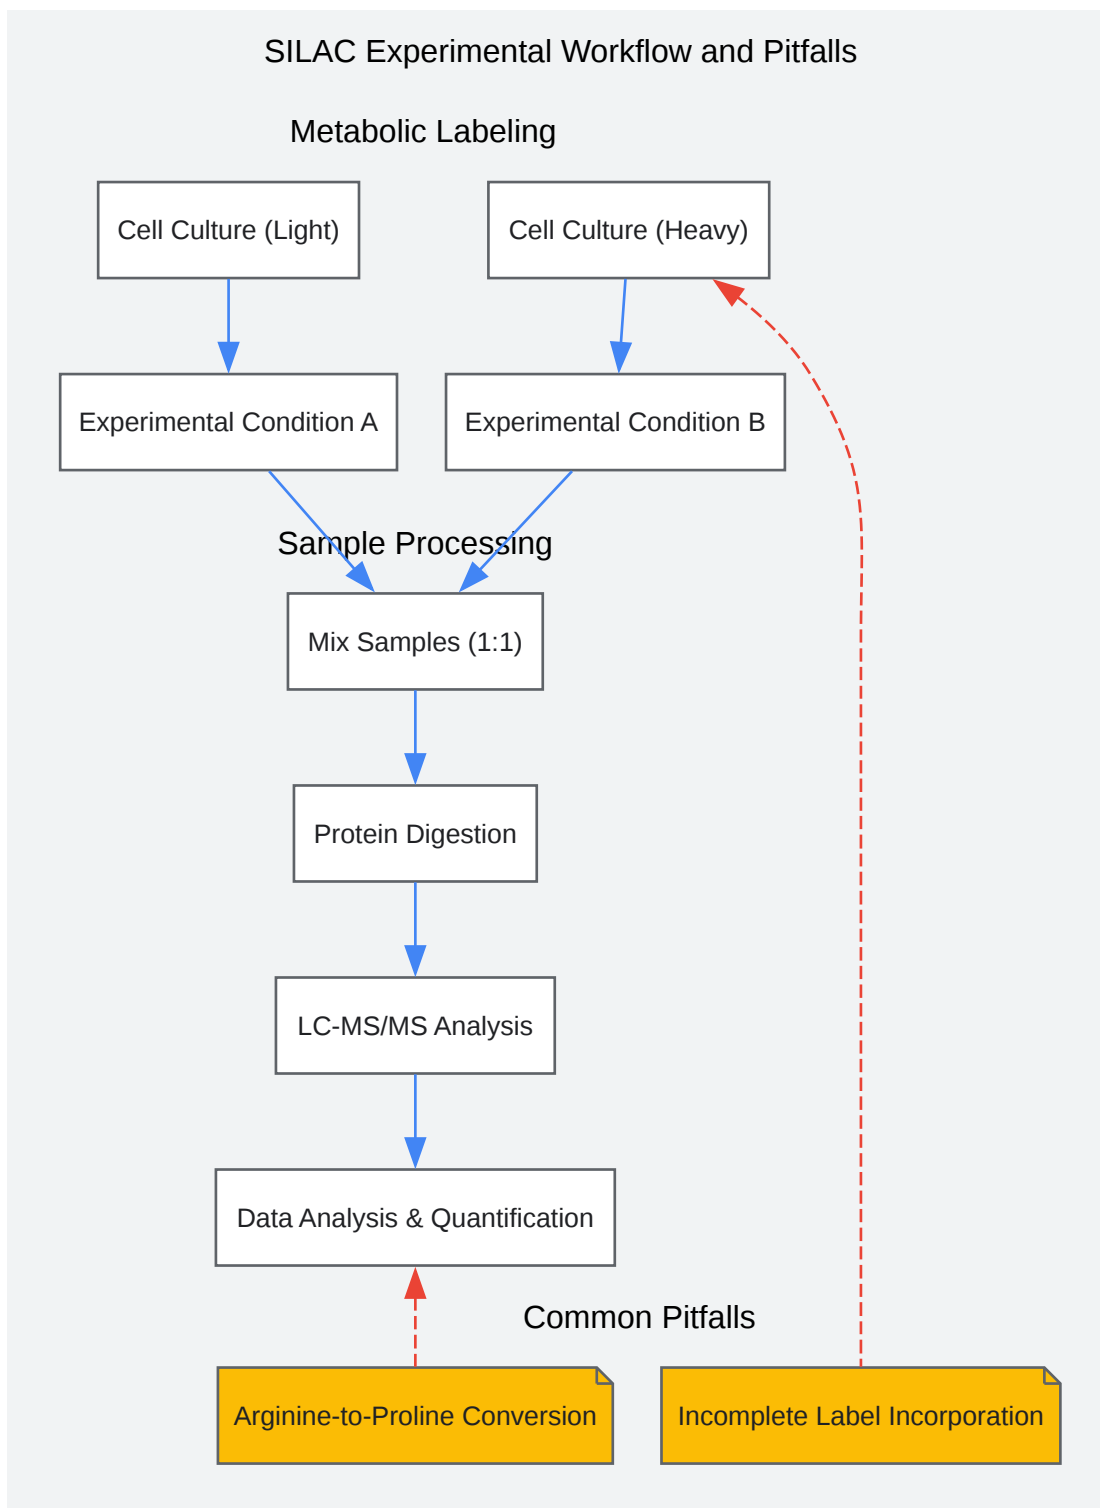 SILAC Experimental Workflow and Pitfalls
Metabolic Labeling
Cell Culture (Light)
Cell Culture (Heavy)
Experimental Condition A
Experimental Condition B
Sample Processing
Mix Samples (1:1)
Protein Digestion
LC-MS/MS Analysis
Data Analysis & Quantification
Common Pitfalls
Arginine-to-Proline Conversion
Incomplete Label Incorporation